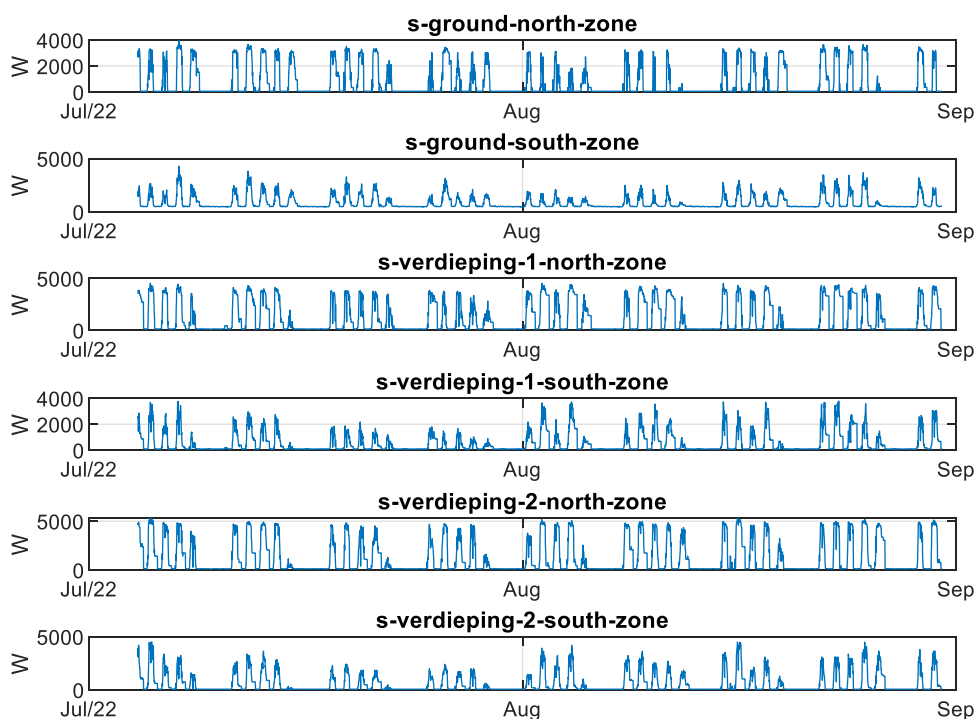 s-ground-north-zone
4000
2000
0
W
Jul/22 Aug Sep
s-ground-south-zone
5000
0
W
Jul/22 Aug Sep
s-verdieping-1-north-zone
5000
0
W
Jul/22 Aug Sep
s-verdieping-1-south-zone
4000
2000
0
W
Jul/22 Aug Sep
s-verdieping-2-north-zone
5000
0
W
Jul/22 Aug Sep
s-verdieping-2-south-zone
5000
0
W
Jul/22 Aug Sep